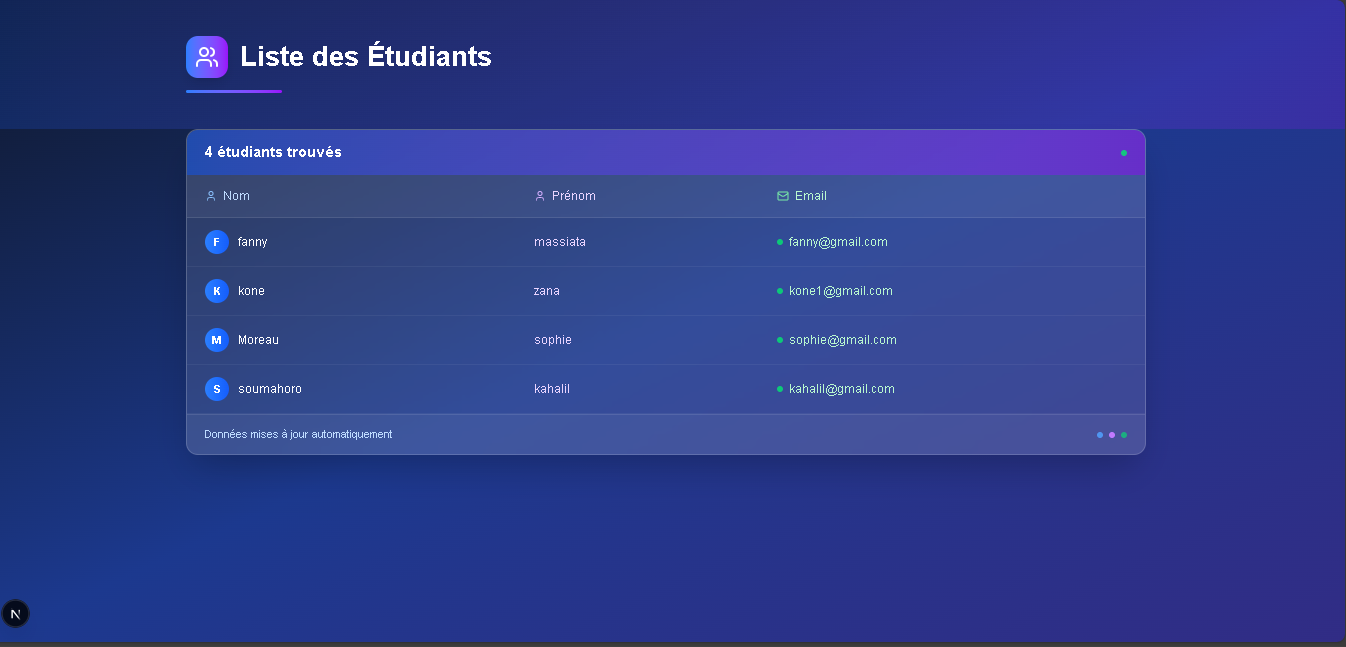 Liste des Étudiants
4 étudiants trouvés
Nom Prénom Email
F fanny massiata fanny@gmail.com
K kone zana kone1@gmail.com
M Moreau sophie sophie@gmail.com
S soumahoro kahalil kahalil@gmail.com
Données mises à jour automatiquement
N